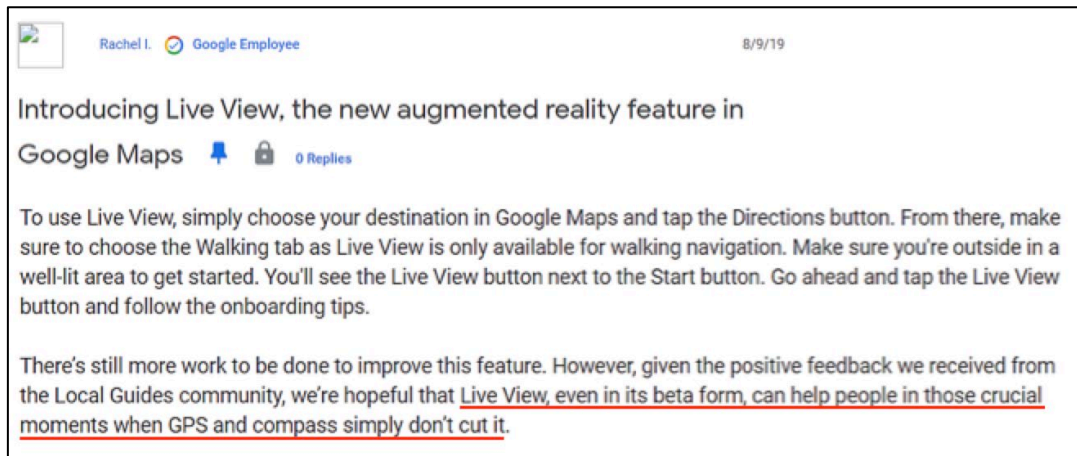 Rachel I. Google Employee 8/9/19
Introducing Live View, the new augmented reality feature in
Google Maps 0 Replies
To use Live View, simply choose your destination in Google Maps and tap the Directions button. From there, make
sure to choose the Walking tab as Live View is only available for walking navigation. Make sure you're outside in a
well-lit area to get started. You'll see the Live View button next to the Start button. Go ahead and tap the Live View
button and follow the onboarding tips.
There's still more work to be done to improve this feature. However, given the positive feedback we received from
the Local Guides community, we're hopeful that Live View, even in its beta form, can help people in those crucial
moments when GPS and compass simply don't cut it.